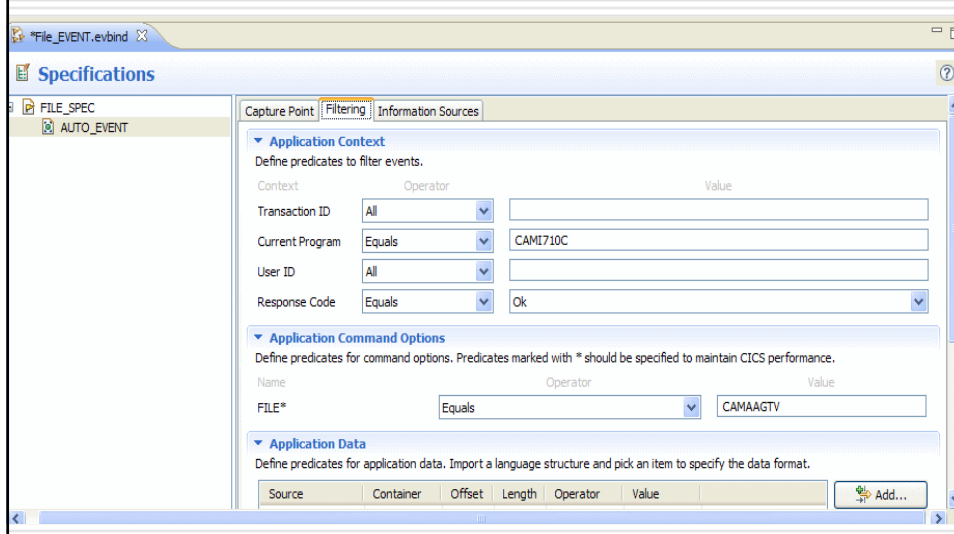 *File_EVENT.evbind
Specifications
FILE_SPEC
AUTO_EVENT
Capture Point Filtering Information Sources
Application Context
Define predicates to filter events.
Context Operator Value
Transaction ID All
Current Program Equals CAMI710C
User ID All
Response Code Equals Ok
Application Command Options
Define predicates for command options. Predicates marked with * should be specified to maintain CICS performance.
Name Operator Value
FILE* Equals CAMAAGTV
Application Data
Define predicates for application data. Import a language structure and pick an item to specify the data format.
Source Container Offset Length Operator Value
Add...